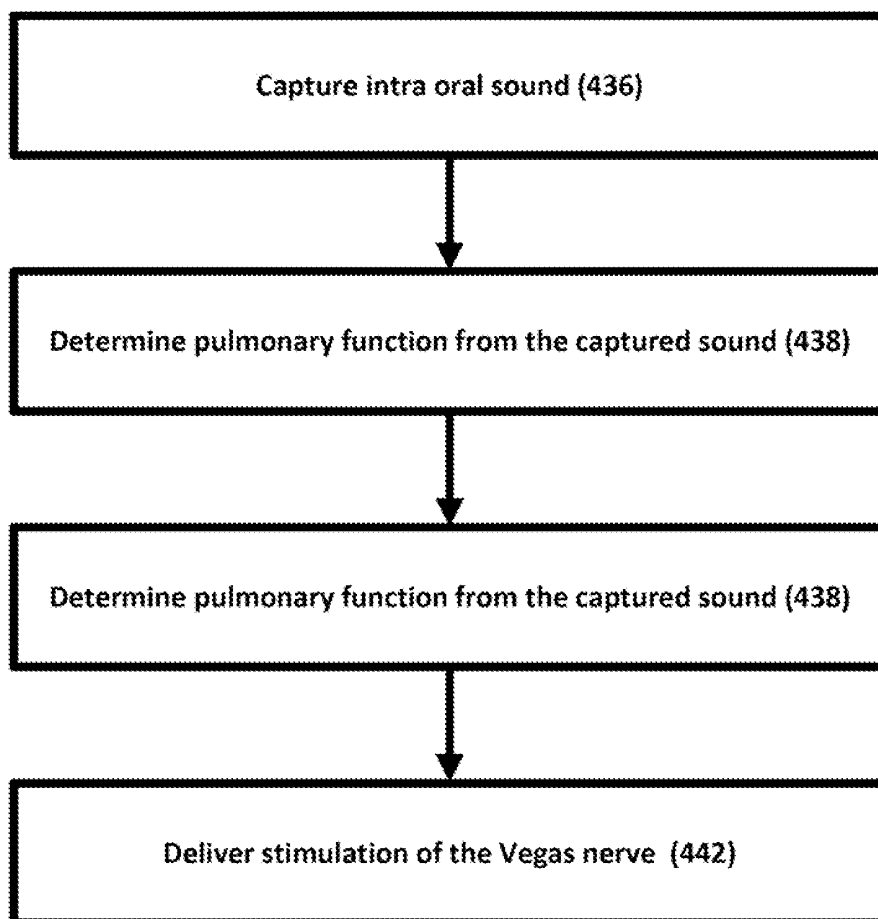 Capture intra oral sound (436)
Determine pulmonary function from the captured sound (438)
Determine pulmonary function from the captured sound (438)
Deliver stimulation of the Vegas nerve (442)